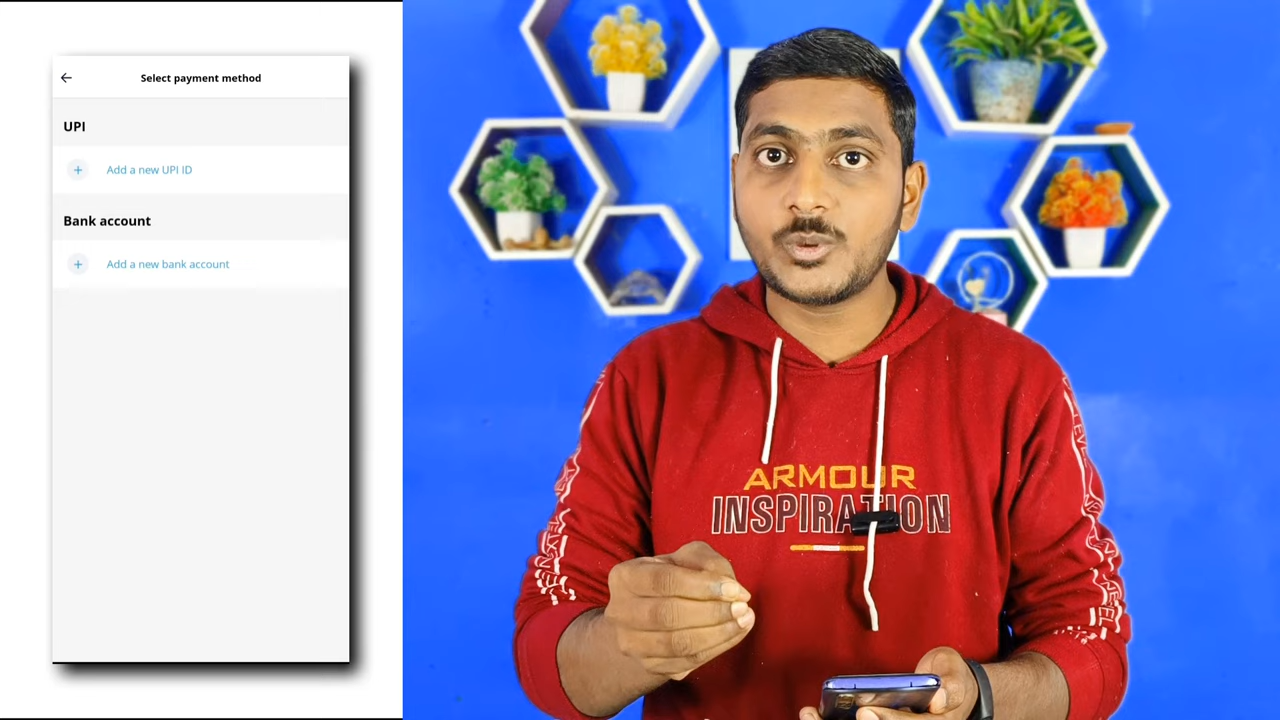 Select payment method
UPI
Add a new UPI ID
Bank account
Add a new bank account
ARMOUR
INSPIRATION